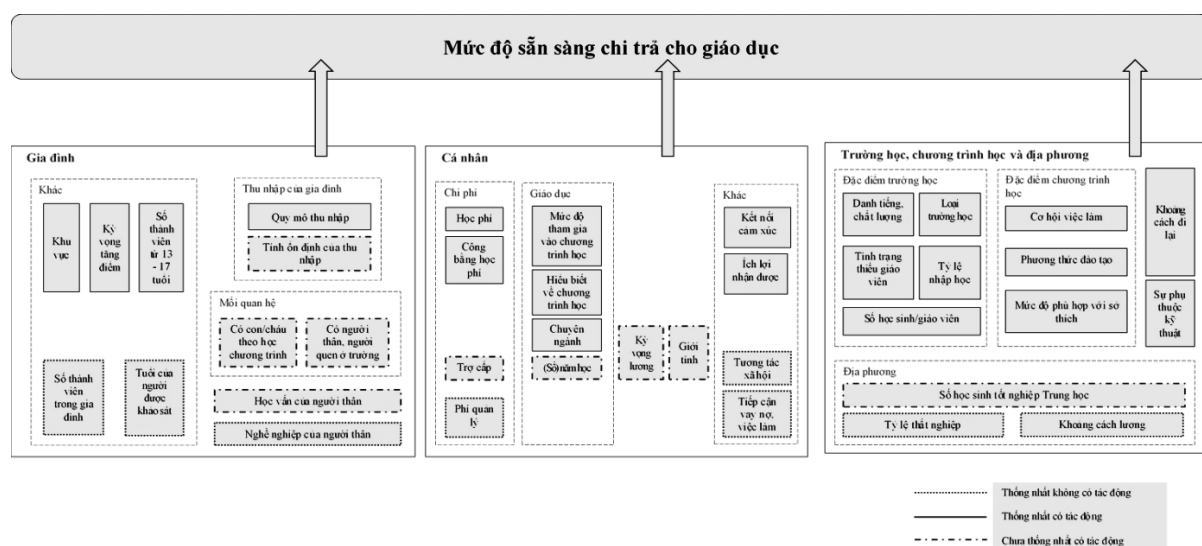 Mức độ sẵn sàng chi trả cho giáo dục
Gia đình
Khác
Khu
vực
Kỳ
vọng
tăng
điểm
Số
thành
viên
từ 13
- 17
tuổi
Số thành
viên
trong gia
đình
Tuổi của
người
được
khảo sát
Thu nhập của gia đình
Quy mô thu nhập
Tính ổn định của thu
nhập
Mối quan hệ
Có con/cháu
theo học
chương trình
Có người
thân, người
quen ở trường
Học vấn của người thân
Nghề nghiệp của người thân
Cá nhân
Chi phí
Học phí
Công
bằng học
phí
Trợ cấp
Phí quản
lý
Giáo dục
Mức độ
tham gia
vào chương
trình học
Hiểu biết
về chương
trình học
Chuyên
ngành
(Số) năm học
Kỳ
vọng
lương
Giới
tính
Khác
Kết nối
cảm xúc
Ích lợi
nhận được
Tương tác
xã hội
Tiếp cận
vay nợ,
việc làm
Trường học, chương trình học và địa phương
Đặc điểm trường học
Danh tiếng,
chất lượng
Loại
trường học
Tình trạng
thiếu giáo
viên
Tỷ lệ
nhập học
Số học sinh/giáo viên
Đặc điểm chương trình
học
Cơ hội việc làm
Phương thức đào tạo
Mức độ phù hợp với sở
thích
Khoảng
cách đi
lại
Sự phụ
thuộc kỹ
thuật
Địa phương
Số học sinh tốt nghiệp Trung học
Tỷ lệ thất nghiệp
Khoảng cách lương
Thống nhất không có tác động
Thống nhất có tác động
Chưa thống nhất có tác động